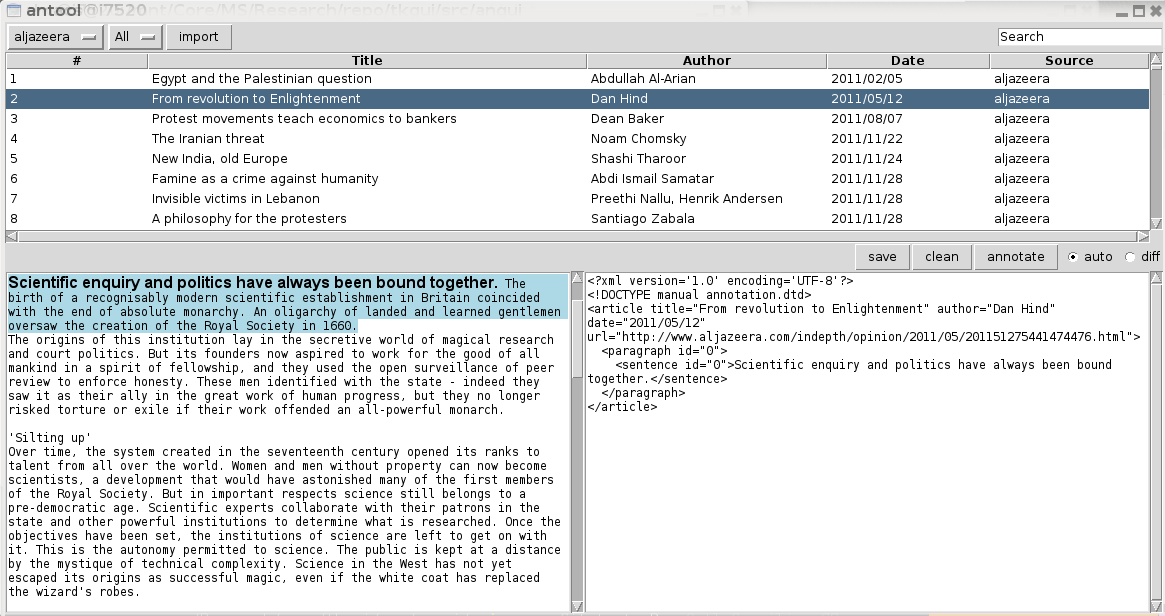 antool@i7520
aljazeera All import Search
# Title Author Date Source
1 Egypt and the Palestinian question Abdullah Al-Arian 2011/02/05 aljazeera
2 From revolution to Enlightenment Dan Hind 2011/05/12 aljazeera
3 Protest movements teach economics to bankers Dean Baker 2011/08/07 aljazeera
4 The Iranian threat Noam Chomsky 2011/11/22 aljazeera
5 New India, old Europe Shashi Tharoor 2011/11/24 aljazeera
6 Famine as a crime against humanity Abdi Ismail Samatar 2011/11/28 aljazeera
7 Invisible victims in Lebanon Preethi Nallu, Henrik Andersen 2011/11/28 aljazeera
8 A philosophy for the protesters Santiago Zabala 2011/11/28 aljazeera
save clean annotate auto diff
Scientific enquiry and politics have always been bound together. The
birth of a recognisably modern scientific establishment in Britain coincided
with the end of absolute monarchy. An oligarchy of landed and learned gentlemen
oversaw the creation of the Royal Society in 1660.
The origins of this institution lay in the secretive world of magical research
and court politics. But its founders now aspired to work for the good of all
mankind in a spirit of fellowship, and they used the open surveillance of peer
review to enforce honesty. These men identified with the state - indeed they
saw it as their ally in the great work of human progress, but they no longer
risked torture or exile if their work offended an all-powerful monarch.
'Silting up'
Over time, the system created in the seventeenth century opened its ranks to
talent from all over the world. Women and men without property can now become
scientists, a development that would have astonished many of the first members
of the Royal Society. But in important respects science still belongs to a
pre-democratic age. Scientific experts collaborate with their patrons in the
state and other powerful institutions to determine what is researched. Once the
objectives have been set, the institutions of science are left to get on with
it. This is the autonomy permitted to science. The public is kept at a distance
by the mystique of technical complexity. Science in the West has not yet
escaped its origins as successful magic, even if the white coat has replaced
the wizard's robes.
<?xml version='1.0' encoding='UTF-8'?>
<!DOCTYPE manual annotation.dtd>
<article title="From revolution to Enlightenment" author="Dan Hind"
date="2011/05/12"
url="http://www.aljazeera.com/indepth/opinion/2011/05/201151275441474476.html">
<paragraph id="0">
<sentence id="0">Scientific enquiry and politics have always been bound
together.</sentence>
</paragraph>
</article>